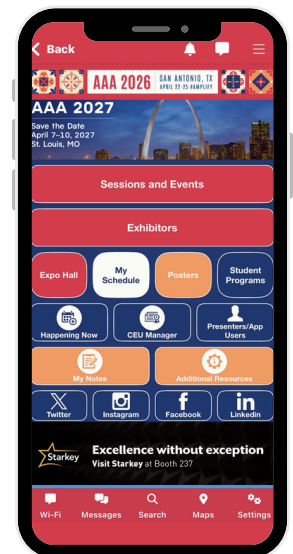 Back
AAA 2026
SAN ANTONIO, TX
APRIL 22-25 #AMPLIFY
AAA 2027
Save the Date
April 7-10, 2027
St. Louis, MO
Sessions and Events
Exhibitors
Expo Hall
My
Schedule
Posters
Student
Programs
Happening Now
CEU Manager
Presenters/App
Users
My Notes
Additional Resources
Twitter
Instagram
Facebook
Linkedin
Starkey
Excellence without exception
Visit Starkey at Booth 237
Wi-Fi
Messages
Search
Maps
Settings